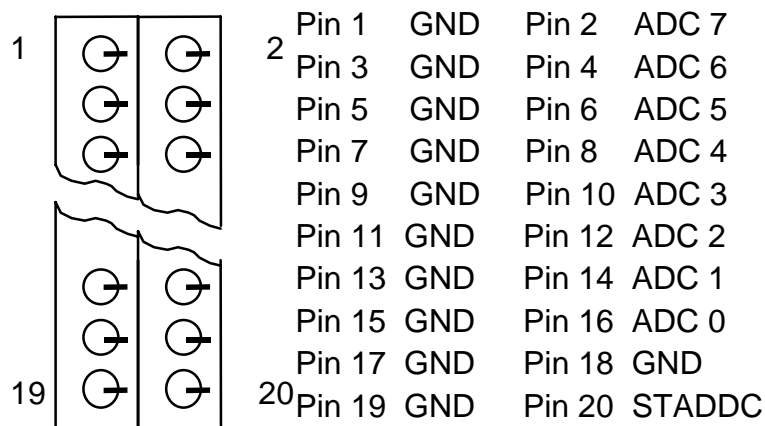 1
2
19
20
Pin 1 GND Pin 2 ADC 7
Pin 3 GND Pin 4 ADC 6
Pin 5 GND Pin 6 ADC 5
Pin 7 GND Pin 8 ADC 4
Pin 9 GND Pin 10 ADC 3
Pin 11 GND Pin 12 ADC 2
Pin 13 GND Pin 14 ADC 1
Pin 15 GND Pin 16 ADC 0
Pin 17 GND Pin 18 GND
Pin 19 GND Pin 20 STADDC